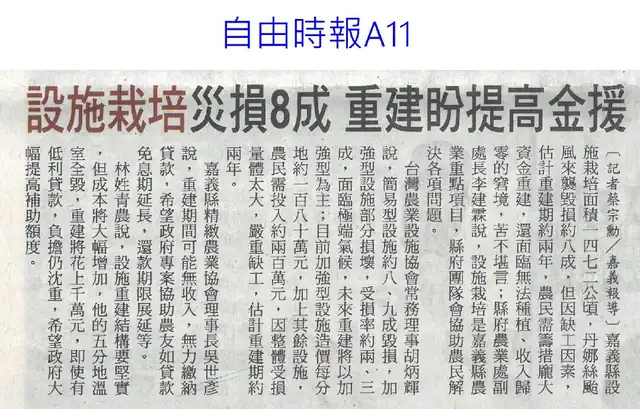 自由時報A11
設施栽培災損8成 重建盼提高金援
〔記者蔡宗勳/嘉義報導〕嘉義縣設
施栽培面積一四七二公頃，丹娜絲颱
風來襲毀損約八成，但因缺工因素，
估計重建期約兩年，農民需籌措龐大
資金重建，還面臨無法種植、收入歸
零的窘境，苦不堪言；縣府農業處副
處長李建霖說，設施栽培是嘉義縣農
業重點項目，縣府團隊會協助農民解
決各項問題。
台灣農業設施協會常務理事胡炳輝
說，簡易型設施約八、九成毀損，加
強型設施部分損壞，受損率約兩、三
成，面臨極端氣候，未來重建將以加
強型為主；目前加強型設施造價每分
地約一百八十萬元，加上其餘設施，
農民需投入約兩百萬元，因整體受損
量體太大，嚴重缺工，估計重建期約
兩年。
嘉義縣精緻農業協會理事長吳世彥
說，重建期間可能無收入，無力繳納
貸款，希望政府專案協助農友如貸款
免息期延長，還款期限展延等。
林姓青農說，設施重建結構要堅實
，但成本將大幅增加，他的五分地溫
室全毀，重建將花上千萬元，即使有
低利貸款，負擔仍沈重，希望政府大
幅提高補助額度。